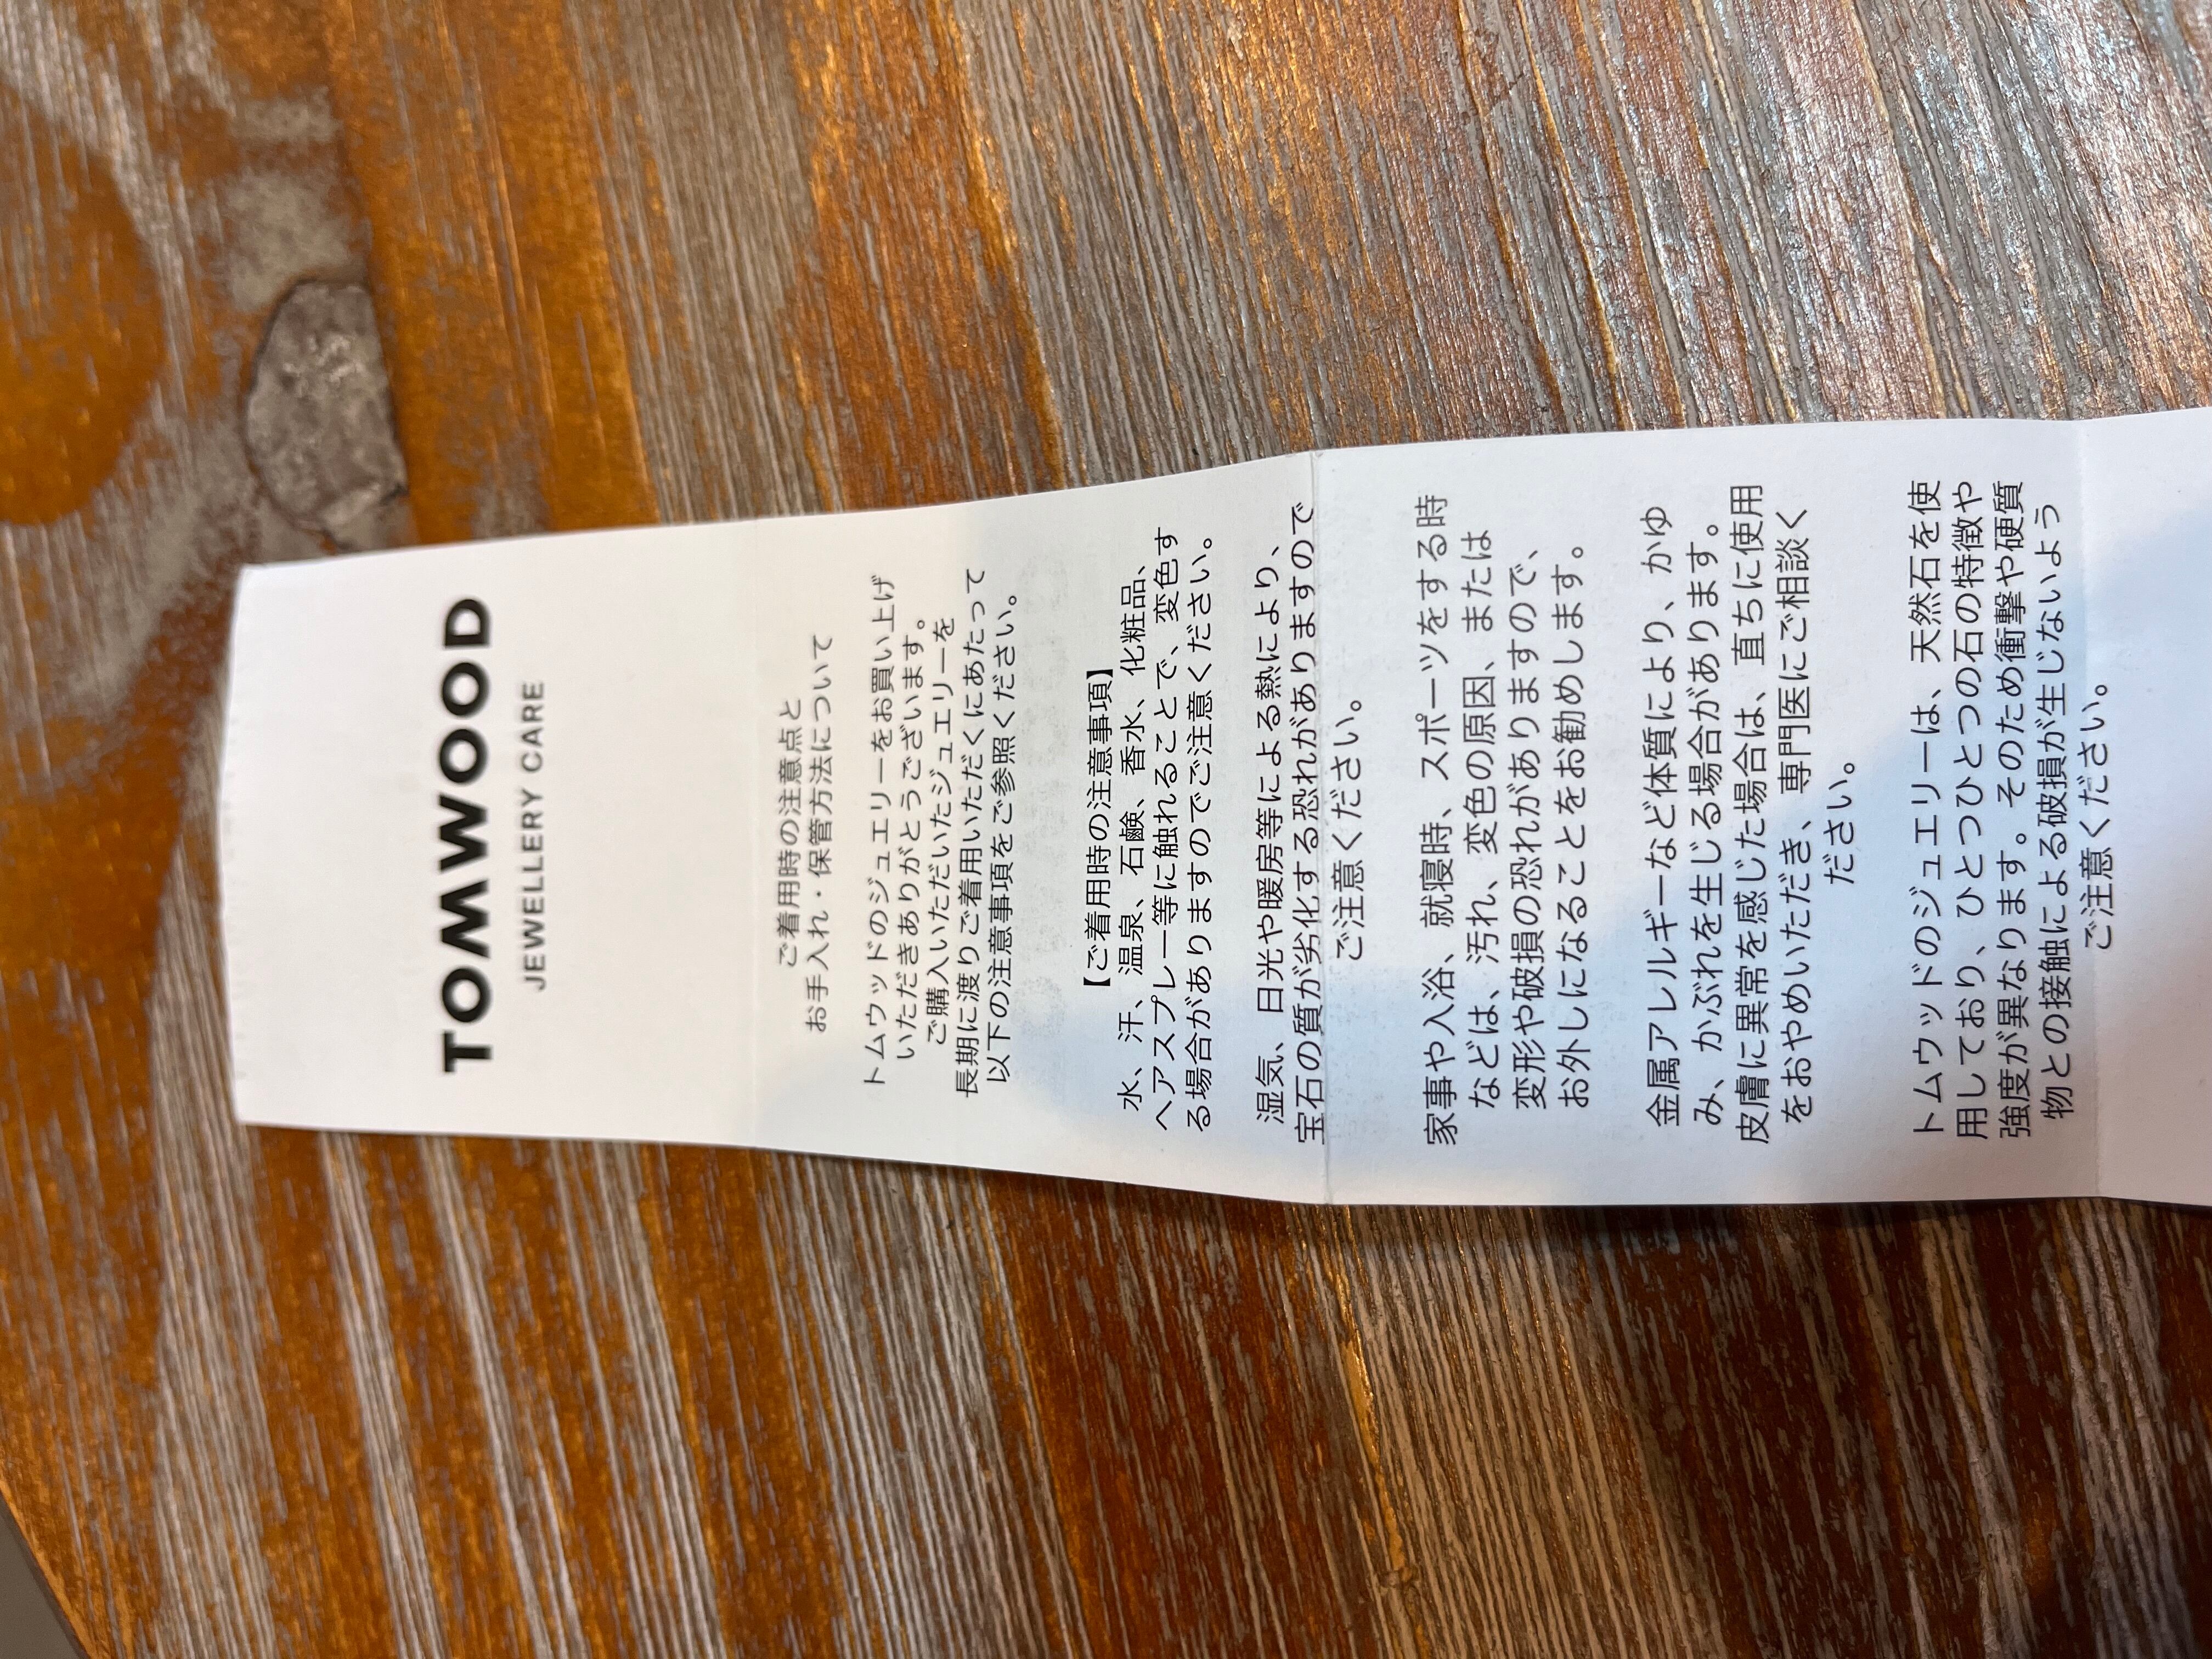 TOMWOOD
JEWELLERY CARE
ご着用時の注意点と
お手入れ・保管方法について
トムウッドのジュエリーをお買い上げ
いただきありがとうございます。
ご購入いただいたジュエリーを
長期に渡りご着用いただくにあたって
以下の注意事項をご参照ください。
【ご着用時の注意事項】
水、汗、温泉、石鹸、香水、化粧品、
ヘアスプレー等に触れることで、変色す
る場合がありますのでご注意ください。
湿気、日光や暖房等による熱により、
宝石の質が劣化する恐れがありますので
ご注意ください。
家事や入浴、就寝時、スポーツをする時
などは、汚れ、変色の原因、または
変形や破損の恐れがありますので、
お外しになることをお勧めします。
金属アレルギーなど体質により、かゆ
み、かぶれを生じる場合があります。
皮膚に異常を感じた場合は、直ちに使用
をおやめいただき、専門医にご相談く
ださい。
トムウッドのジュエリーは、天然石を使
用しており、ひとつひとつの石の特徴や
強度が異なります。そのため衝撃や硬質
物との接触による破損が生じないよう
ご注意ください。